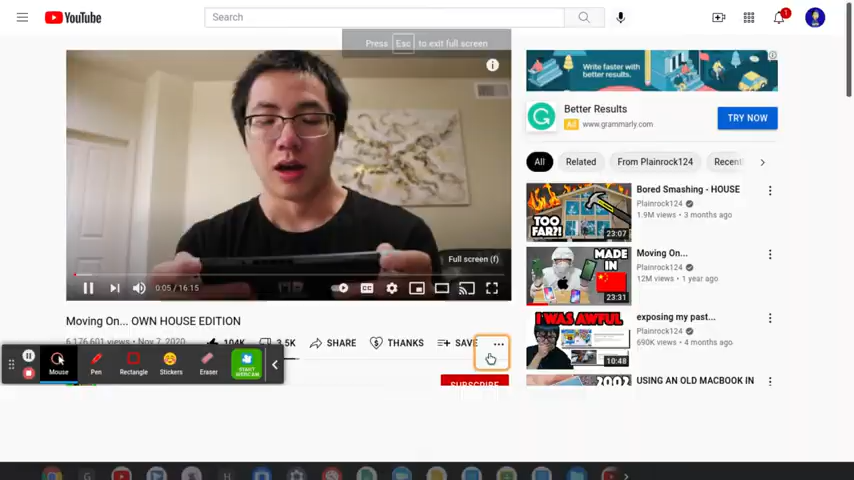 YouTube
Search
1
Press Esc to exit full screen
Write faster with
better results.
Better Results
Ad www.grammarly.com
TRY NOW
All
Related
From Plainrock124
Recent
Bored Smashing - HOUSE
Plainrock124
1.9M views • 3 months ago
TOO
FAR?!
23:07
Moving On...
Plainrock124
12M views • 1 year ago
MADE
IN
23:31
exposing my past...
Plainrock124
690K views • 4 months ago
I WAS AWFUL
10:48
USING AN OLD MACBOOK IN
2002
Full screen (f)
0:05 / 16:15
CC
Moving On... OWN HOUSE EDITION
6,176,601 views • Nov 7, 2020
104K
3.5K
SHARE
THANKS
SAVE
SUBSCRIBE
Mouse
Pen
Rectangle
Stickers
Eraser
START